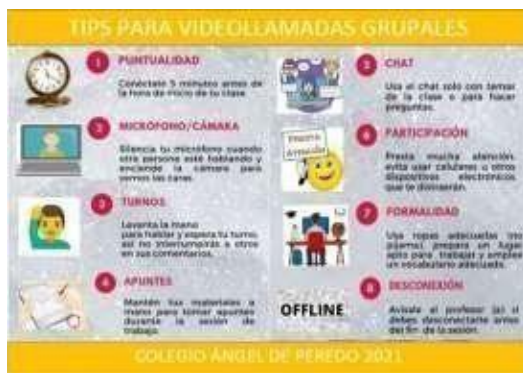 TIPS PARA VIDEOLLAMADAS GRUPALES
1 PUNTUALIDAD
Conéctate 5 minutos antes de
la hora de inicio de tu clase
MICRÓFONO/CÁMARA
Silencia tu micrófono cuando
otra persona esté hablando y
enciende la cámara para
vernos las caras.
TURNOS
Levanta la mano
para hablar y espera tu turno,
así no interrumpirás a otros
en sus comentarios.
4 APUNTES
Mantén tus materiales a
mano para tomar apuntes
durante la sesión de
trabajo.
CHAT
Usa el chat solo con temas
de la clase o para hacer
preguntas.
Presta
Atención
6 PARTICIPACIÓN
Presta mucha atención,
evita usar celulares u otros
dispositivos electrónicos
que te distraerán.
7 FORMALIDAD
Usa ropas adecuadas (no
pijamas), prepara un lugar
apto para trabajar y emplea
un vocabulario adecuado.
OFFLINE
8 DESCONEXIÓN
Avísale al profesor (a) si
debes desconectarte antes
del fin de la sesión.
COLEGIO ÁNGEL DE PEREDO 2021